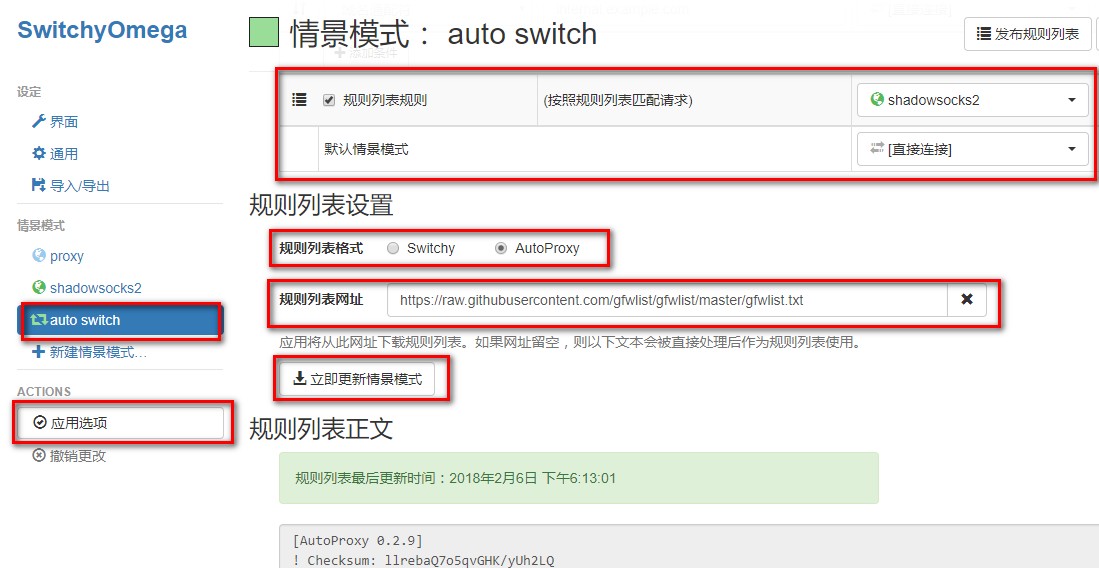 SwitchyOmega
设定
界面
通用
导入/导出
情景模式
proxy
shadowsocks2
auto switch
新建情景模式...
ACTIONS
应用选项
撤销更改
情景模式： auto switch
发布规则列表
添加条件
规则列表规则 (按照规则列表匹配请求) shadowsocks2
默认情景模式 [直接连接]
规则列表设置
规则列表格式 Switchy AutoProxy
规则列表网址 https://raw.githubusercontent.com/gfwlist/gfwlist/master/gfwlist.txt
应用将从此网址下载规则列表。如果网址留空，则以下文本会被直接处理后作为规则列表使用。
立即更新情景模式
规则列表正文
规则列表最后更新时间：2018年2月6日 下午6:13:01
[AutoProxy 0.2.9]
! Checksum: llrebaQ7o5qvGHK/yUh2LQ